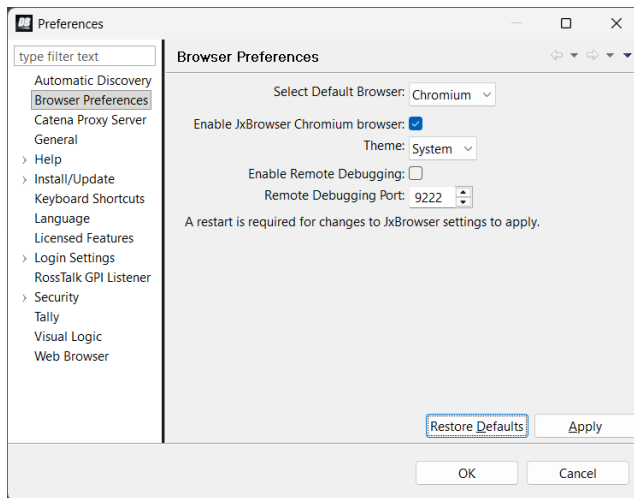 DB
Preferences
type filter text
Automatic Discovery
Browser Preferences
Catena Proxy Server
General
Help
Install/Update
Keyboard Shortcuts
Language
Licensed Features
Login Settings
RossTalk GPI Listener
Security
Tally
Visual Logic
Web Browser
Browser Preferences
Select Default Browser: Chromium
Enable JxBrowser Chromium browser:
Theme: System
Enable Remote Debugging:
Remote Debugging Port: 9222
A restart is required for changes to JxBrowser settings to apply.
Restore Defaults Apply
OK Cancel